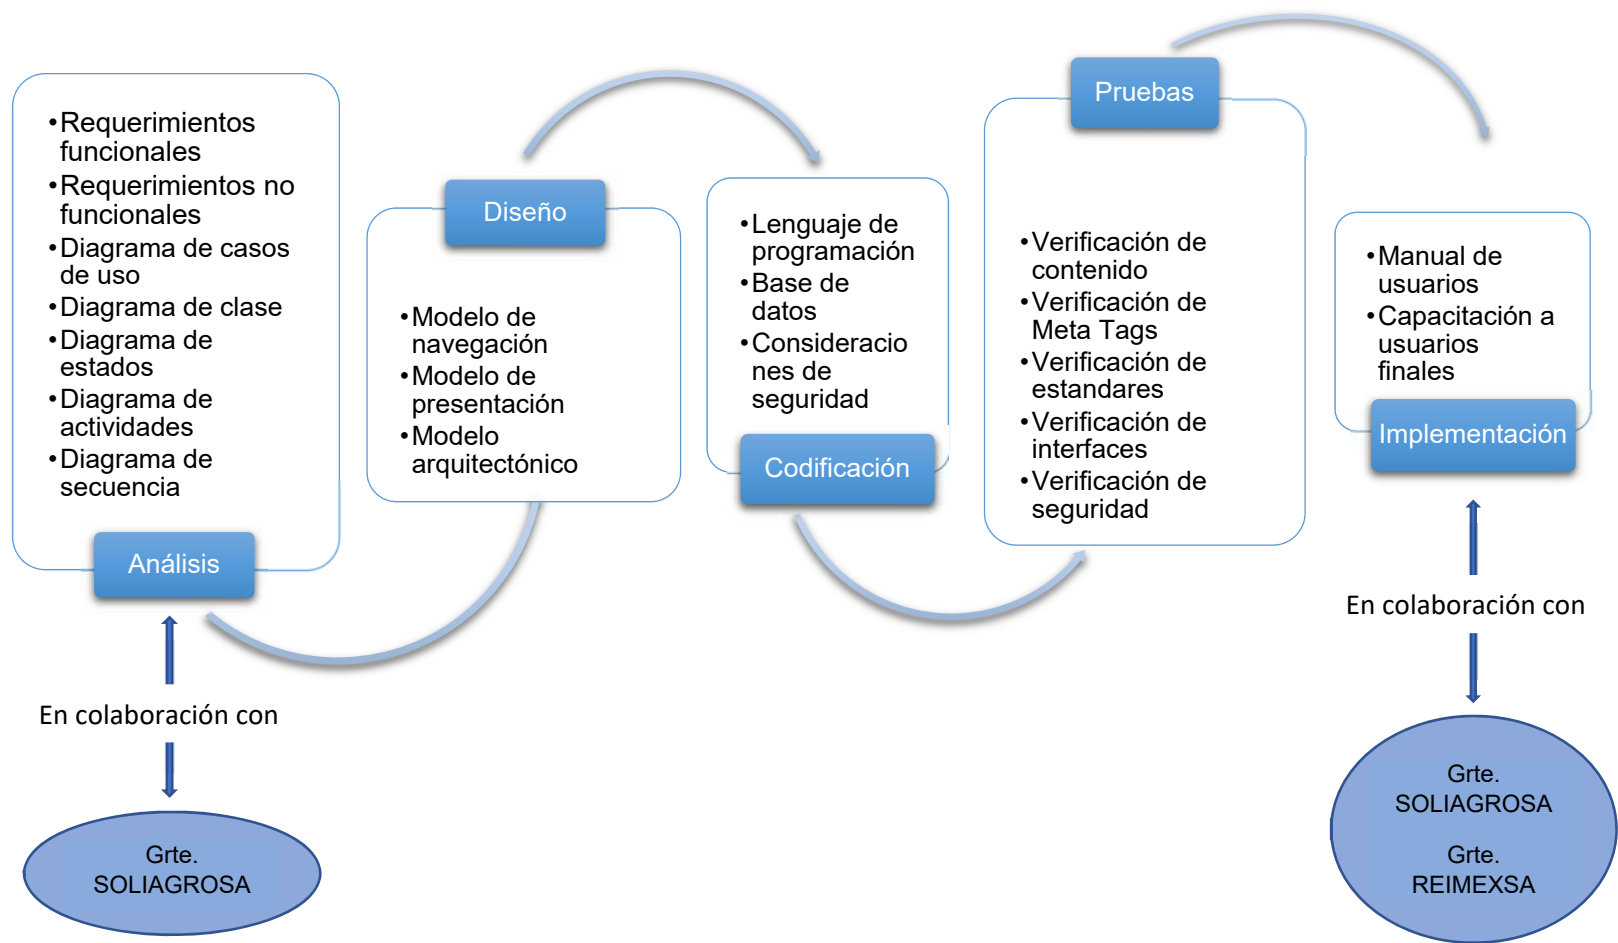 •Requerimientos
funcionales
•Requerimientos no
funcionales
•Diagrama de casos
de uso
•Diagrama de clase
•Diagrama de
estados
•Diagrama de
actividades
•Diagrama de
secuencia
Análisis
En colaboración con
Grte.
SOLIAGROSA
Diseño
•Modelo de
navegación
•Modelo de
presentación
•Modelo
arquitectónico
•Lenguaje de
programación
•Base de
datos
•Consideracio
nes de
seguridad
Codificación
Pruebas
•Verificación de
contenido
•Verificación de
Meta Tags
•Verificación de
estandares
•Verificación de
interfaces
•Verificación de
seguridad
•Manual de
usuarios
•Capacitación a
usuarios
finales
Implementación
En colaboración con
Grte.
SOLIAGROSA
Grte.
REIMEXSA